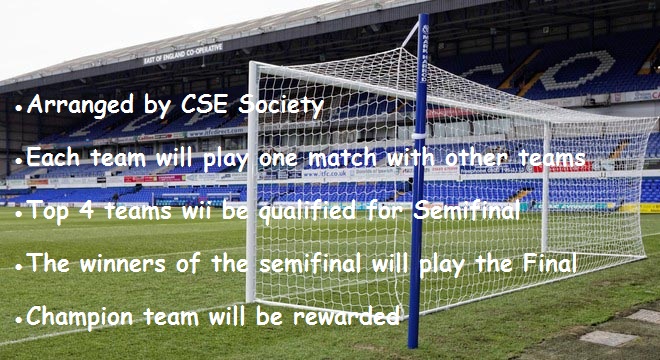 EAST OF ENGLAND CO-OPERATIVE
• Arranged by CSE Society
• Each team will play one match with other teams
• Top 4 teams wii be qualified for Semifinal
• The winners of the semifinal will play the Final
• Champion team will be rewarded